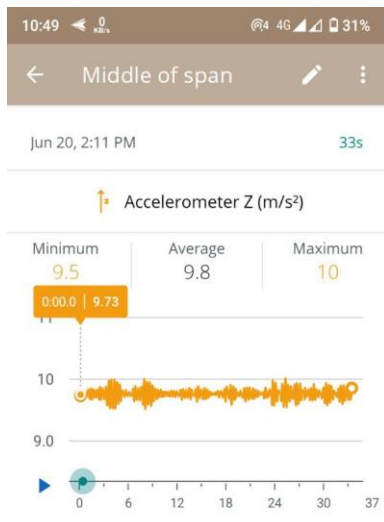 10:49 0 KB/s 4 4G 31%
Middle of span
Jun 20, 2:11 PM 33s
z Accelerometer Z (m/s²)
Minimum Average Maximum
9.5 9.8 10
0:00.0 | 9.73
11
10
9.0
0 6 12 18 24 30 37